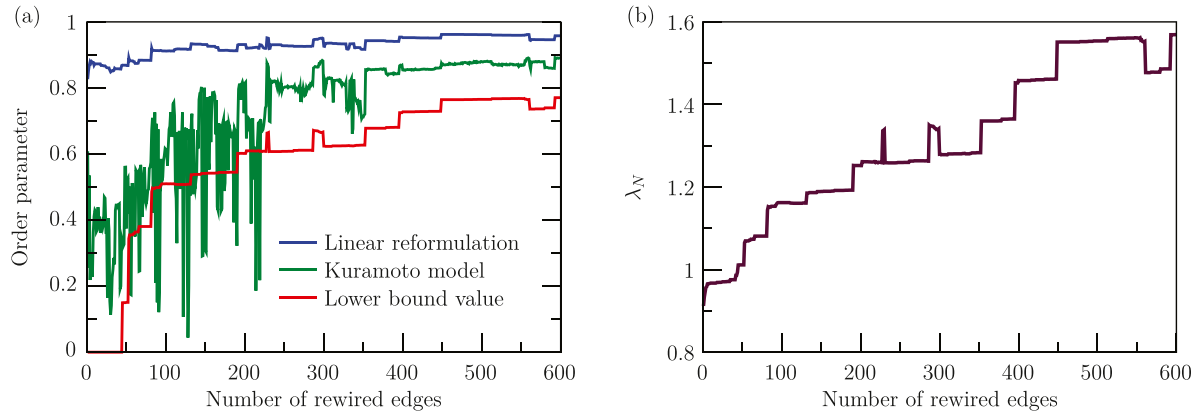 (a)
1
0.8
0.6
0.4
0.2
0
Order parameter
0 100 200 300 400 500 600
Number of rewired edges
Linear reformulation
Kuramoto model
Lower bound value
(b)
1.6
1.4
1.2
1
0.8
λN
0 100 200 300 400 500 600
Number of rewired edges